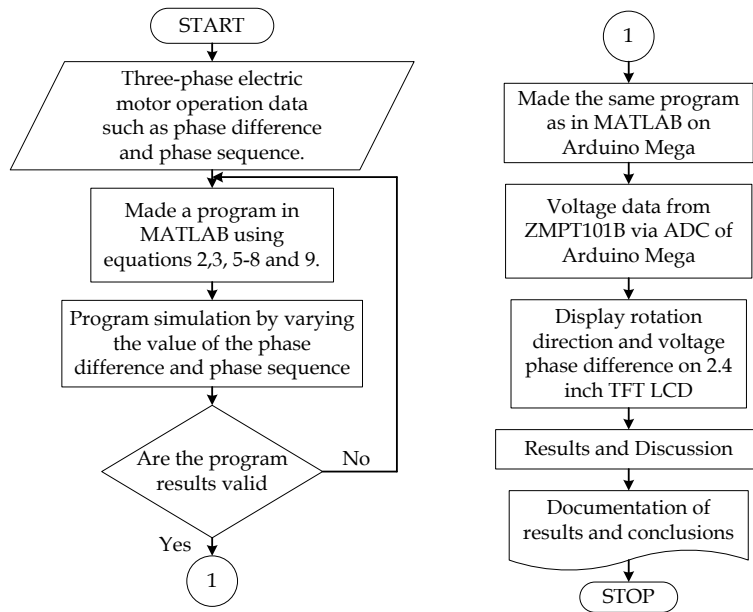 START
Three-phase electric
motor operation data
such as phase difference
and phase sequence.
Made a program in
MATLAB using
equations 2,3, 5-8 and 9.
Program simulation by varying
the value of the phase
difference and phase sequence
Are the program
results valid
No
Yes
1
1
Made the same program
as in MATLAB on
Arduino Mega
Voltage data from
ZMPT101B via ADC of
Arduino Mega
Display rotation
direction and voltage
phase difference on 2.4
inch TFT LCD
Results and Discussion
Documentation of
results and conclusions
STOP